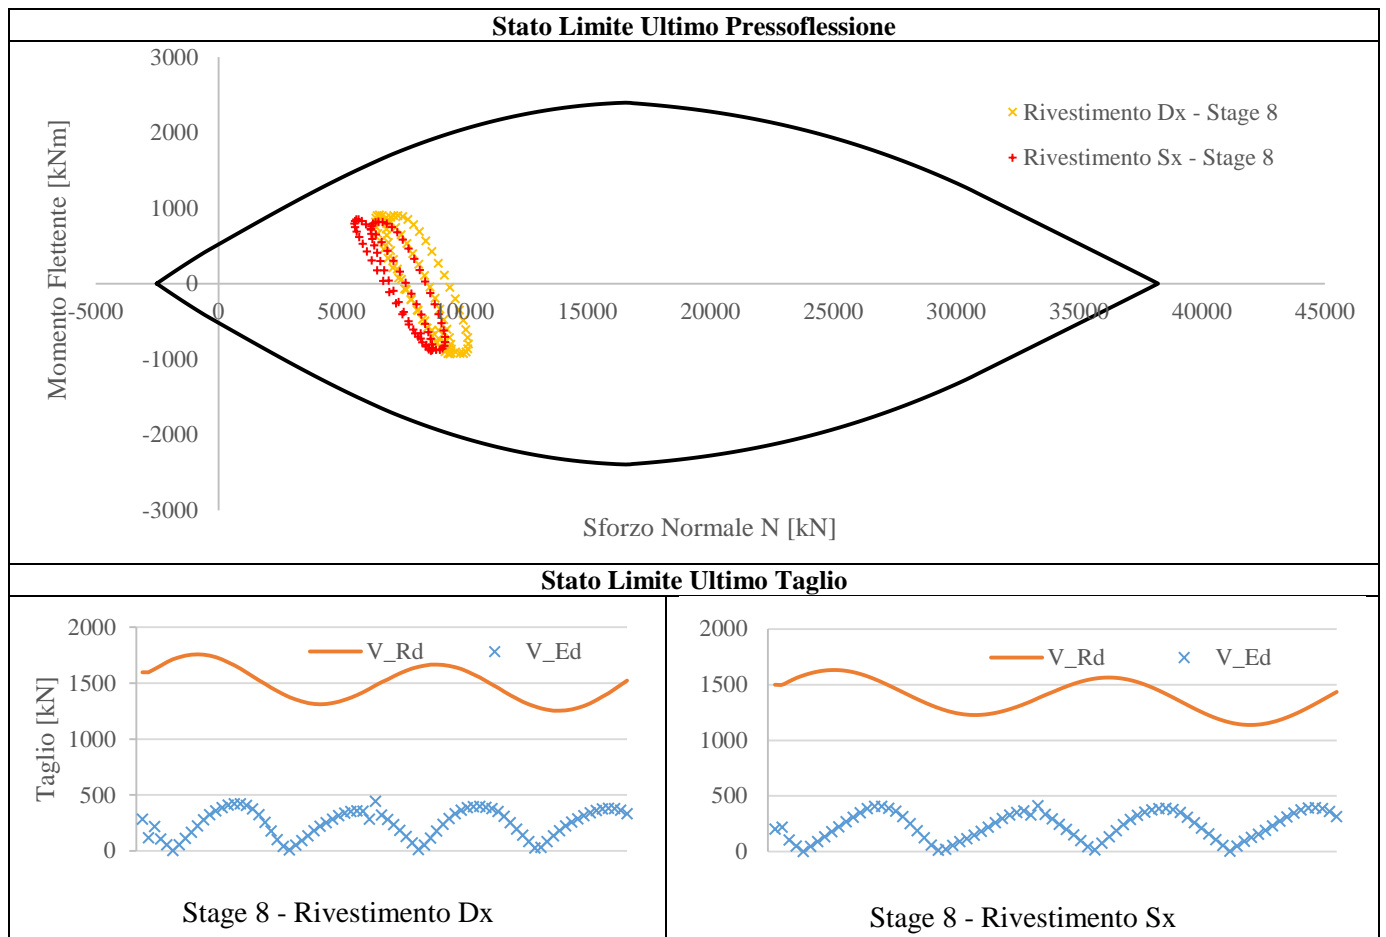 Stato Limite Ultimo Pressoflessione
3000
2000
1000
0
-1000
-2000
-3000
Momento Flettente [kNm]
-5000 0 5000 10000 15000 20000 25000 30000 35000 40000 45000
Sforzo Normale N [kN]
Rivestimento Dx - Stage 8
Rivestimento Sx - Stage 8
Stato Limite Ultimo Taglio
2000
1500
1000
500
0
Taglio [kN]
V_Rd V_Ed
Stage 8 - Rivestimento Dx
2000
1500
1000
500
0
V_Rd V_Ed
Stage 8 - Rivestimento Sx